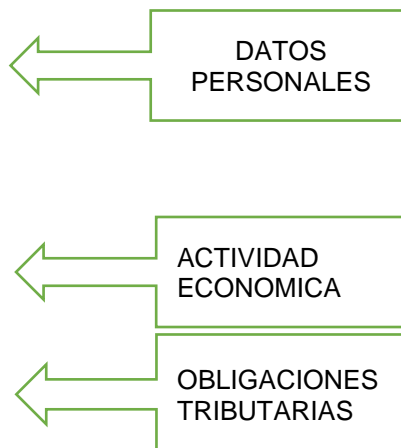 DATOS
PERSONALES
ACTIVIDAD
ECONOMICA
OBLIGACIONES
TRIBUTARIAS